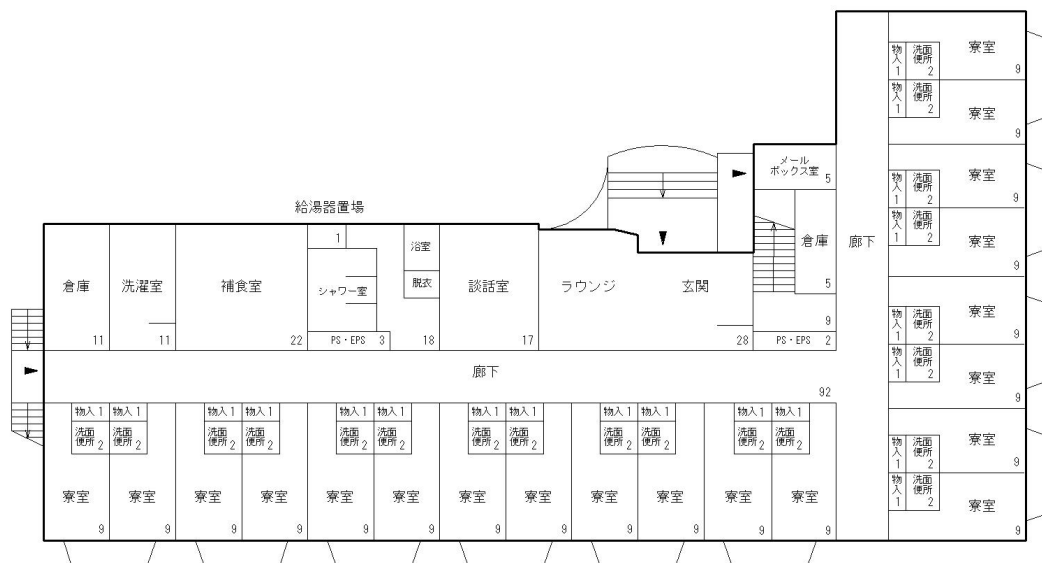 給湯器置場
倉庫
11
洗濯室
11
補食室
22
1
シャワー室
PS・EPS 3
浴室
脱衣
18
談話室
17
ラウンジ
玄関
28
メール
ボックス室
5
倉庫
5
9
PS・EPS 2
廊下
廊下
92
物入 1
物入 1
物入 1
物入 1
物入 1
物入 1
物入 1
物入 1
物入 1
物入 1
物入 1
物入 1
洗面
便所 2
洗面
便所 2
洗面
便所 2
洗面
便所 2
洗面
便所 2
洗面
便所 2
洗面
便所 2
洗面
便所 2
洗面
便所 2
洗面
便所 2
洗面
便所 2
洗面
便所 2
寮室
9
寮室
9
寮室
9
寮室
9
寮室
9
寮室
9
寮室
9
寮室
9
寮室
9
寮室
9
寮室
9
寮室
9
物入
1
洗面
便所
2
寮室
9
物入
1
洗面
便所
2
寮室
9
物入
1
洗面
便所
2
寮室
9
物入
1
洗面
便所
2
寮室
9
物入
1
洗面
便所
2
寮室
9
物入
1
洗面
便所
2
寮室
9
物入
1
洗面
便所
2
寮室
9
物入
1
洗面
便所
2
寮室
9